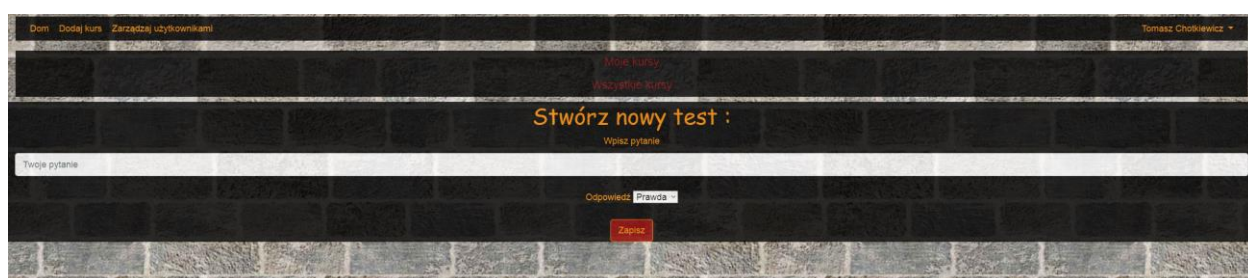 Dom Dodaj kurs Zarządzaj użytkownikami Tomasz Chotkiewicz
Moje kursy
Wszystkie kursy
Stwórz nowy test :
Wpisz pytanie
Twoje pytanie
Odpowiedź Prawda
Zapisz